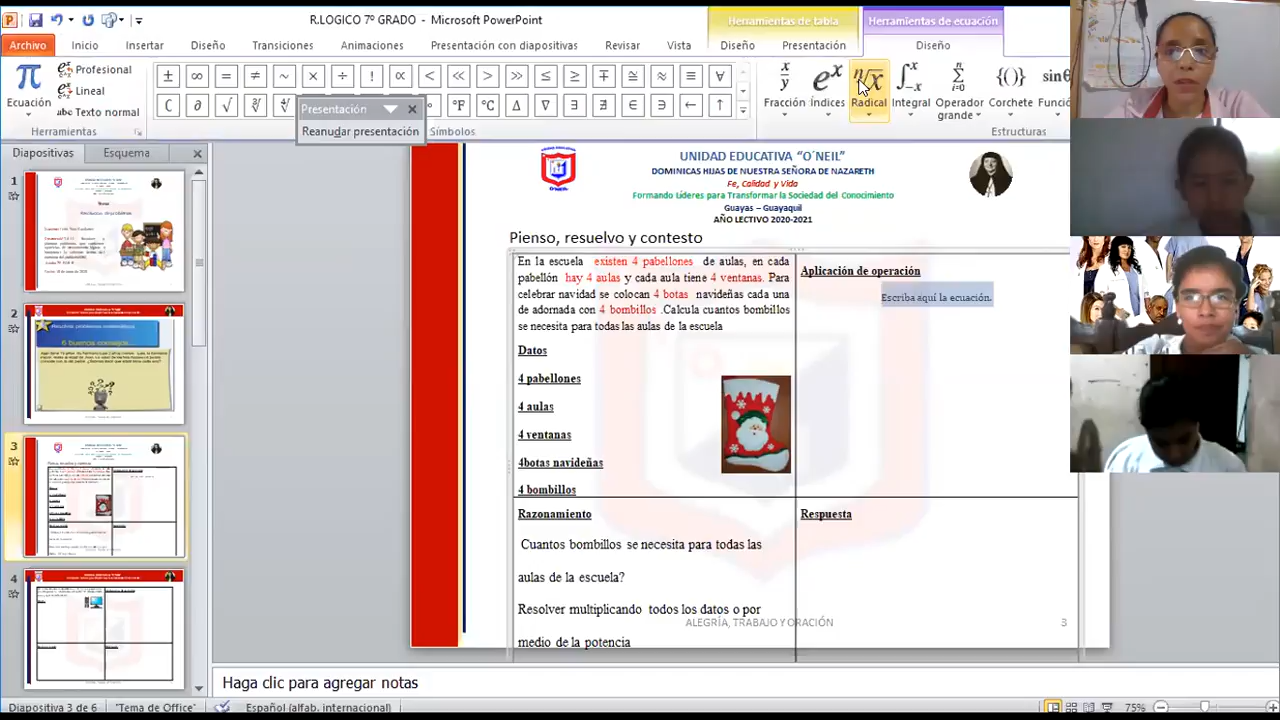 R.LOGICO 7º GRADO - Microsoft PowerPoint
Herramientas de tabla
Herramientas de ecuación
Archivo
Inicio
Insertar
Diseño
Transiciones
Animaciones
Presentación con diapositivas
Revisar
Vista
Diseño
Presentación
Diseño
Profesional
Lineal
Texto normal
Ecuación
Herramientas
± ∞ = ≠ ~ × ÷ ! ∝ < ≪ > ≫ ≤ ≥ ∓ ≅ ≈ ≡ ∀
Símbolos
Fracción
Índices
Radical
Integral
Operador grande
Corchete
Funció
Estructuras
Presentación
Reanudar presentación
Diapositivas
Esquema
1
2
6 buenos consejos...
3
4
UNIDAD EDUCATIVA “O´NEIL”
DOMINICAS HIJAS DE NUESTRA SEÑORA DE NAZARETH
Fe, Calidad y Vida
Formando Líderes para Transformar la Sociedad del Conocimiento
Guayas – Guayaquil
AÑO LECTIVO 2020-2021
Pienso, resuelvo y contesto
En la escuela existen 4 pabellones de aulas, en cada
pabellón hay 4 aulas y cada aula tiene 4 ventanas. Para
celebrar navidad se colocan 4 botas navideñas cada una
de adornada con 4 bombillos .Calcula cuantos bombillos
se necesita para todas las aulas de la escuela
Datos
4 pabellones
4 aulas
4 ventanas
4botas navideñas
4 bombillos
Aplicación de operación
Escriba aquí la ecuación.
Razonamiento
Cuantos bombillos se necesita para todas las
aulas de la escuela?
Resolver multiplicando todos los datos o por
medio de la potencia
Respuesta
ALEGRÍA, TRABAJO Y ORACIÓN
3
Haga clic para agregar notas
Diapositiva 3 de 6
"Tema de Office"
Español (alfab. internacional)
75%